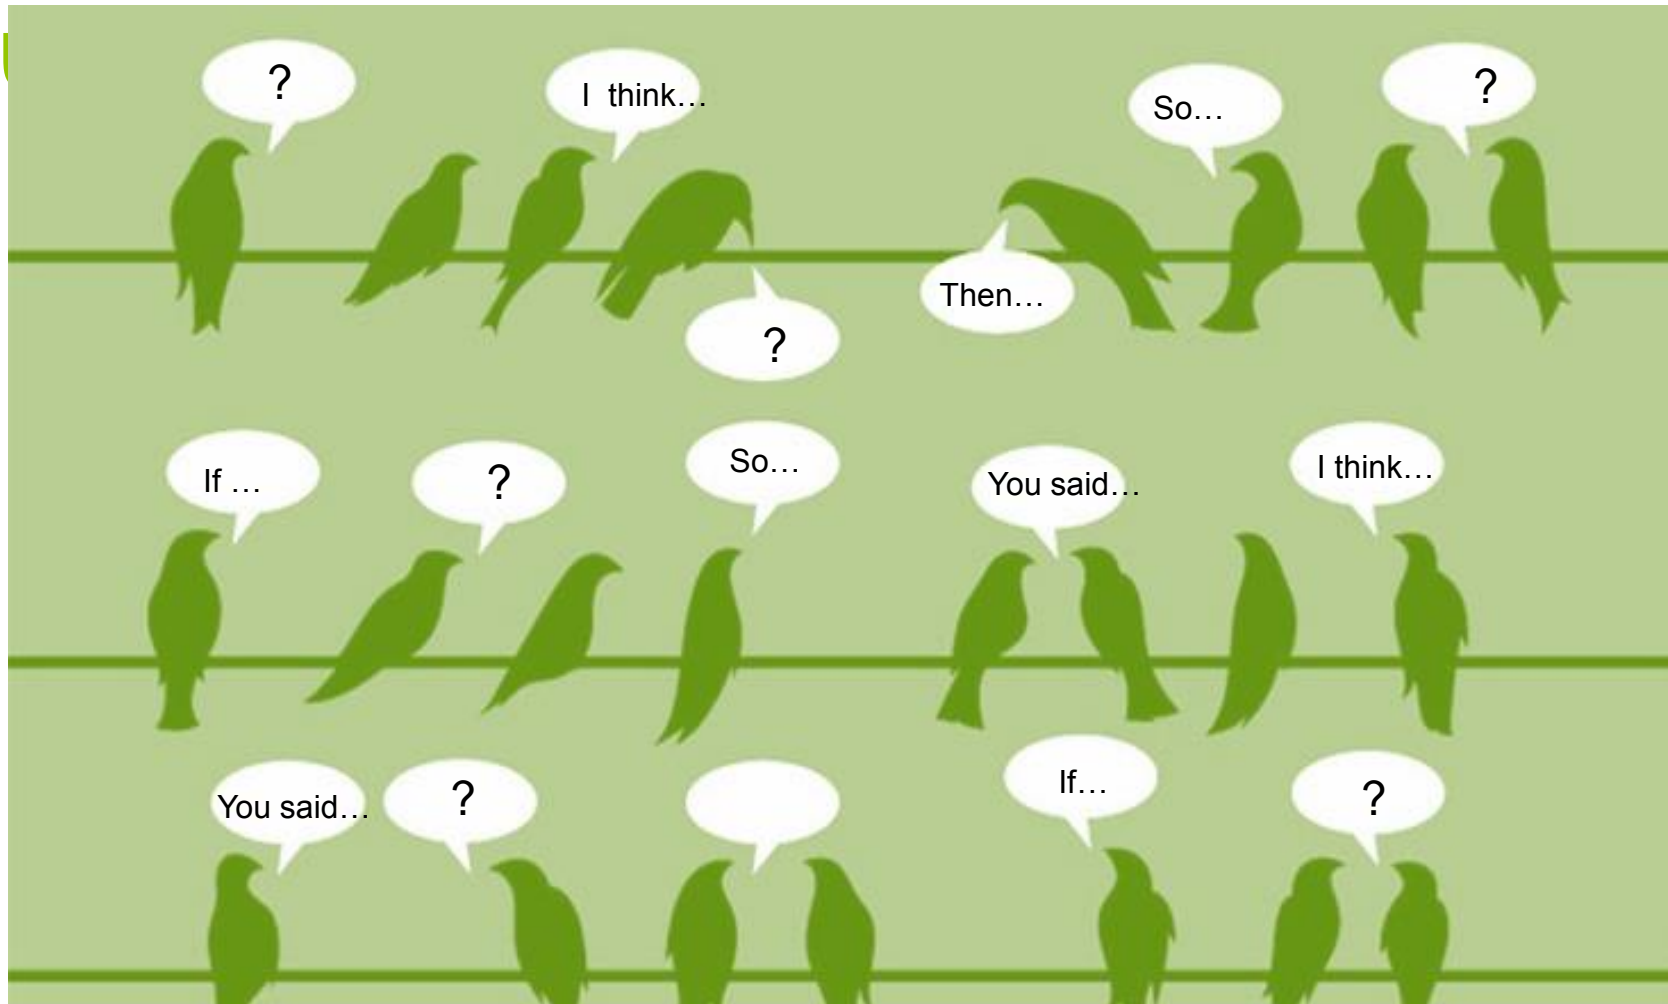 ?
I think…
So…
?
Then…
?
If …
?
So…
You said…
I think…
You said…
?
If…
?